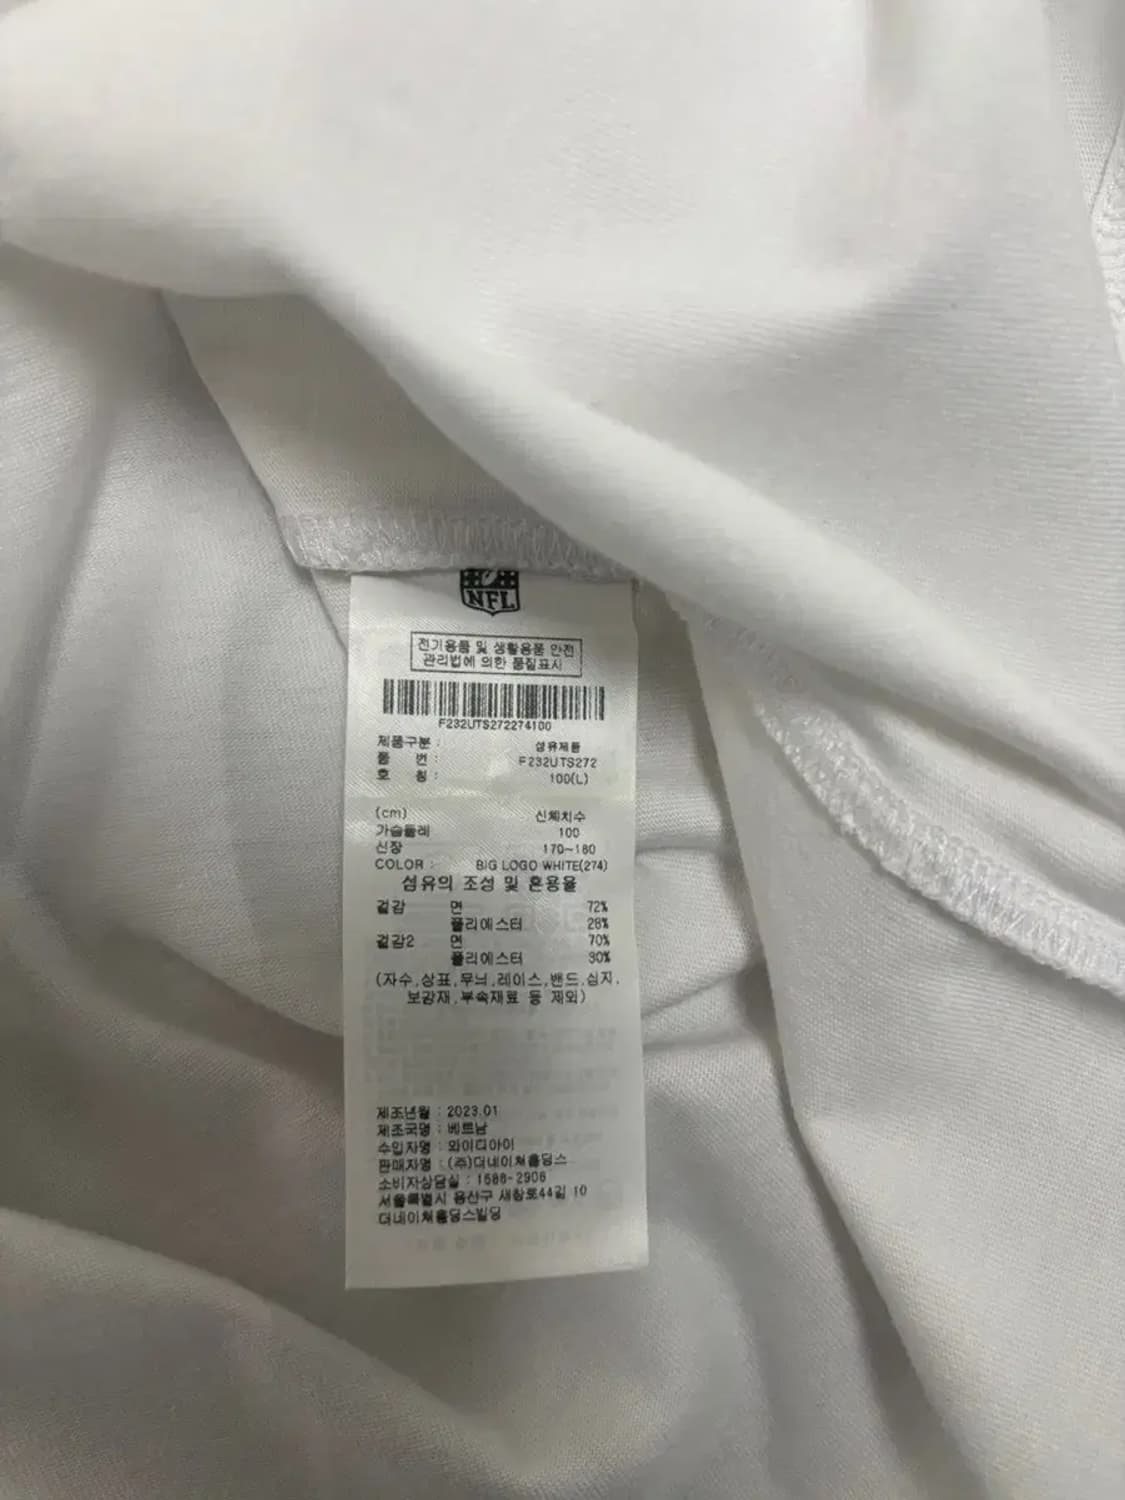 NFL
전기용품 및 생활용품 안전
관리법에 의한 품질표시
F232UTS272274100
제품구분 : 섬유제품
품 번 : F232UTS272
호 칭 : 100(L)
(cm) 신체치수
가슴둘레 100
신장 170~180
COLOR : BIG LOGO WHITE(274)
섬유의 조성 및 혼용율
겉감 면 72%
폴리에스터 28%
겉감2 면 70%
폴리에스터 30%
(자수,상표,무늬,레이스,밴드,심지,
보강재,부속재료 등 제외)
제조년월 : 2023.01
제조국명 : 베트남
수입자명 : 와이디아이
판매자명 : (주)더네이쳐홀딩스
소비자상담실 : 1588-2906
서울특별시 용산구 새창로44길 10
더네이쳐홀딩스빌딩